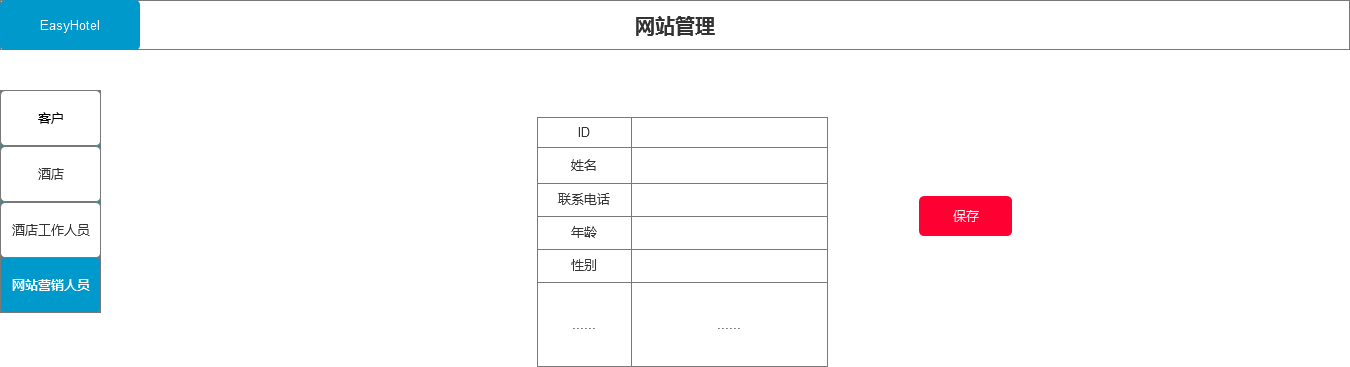 EasyHotel
网站管理
客户
酒店
酒店工作人员
网站营销人员
ID
姓名
联系电话
年龄
性别
…… ……
保存